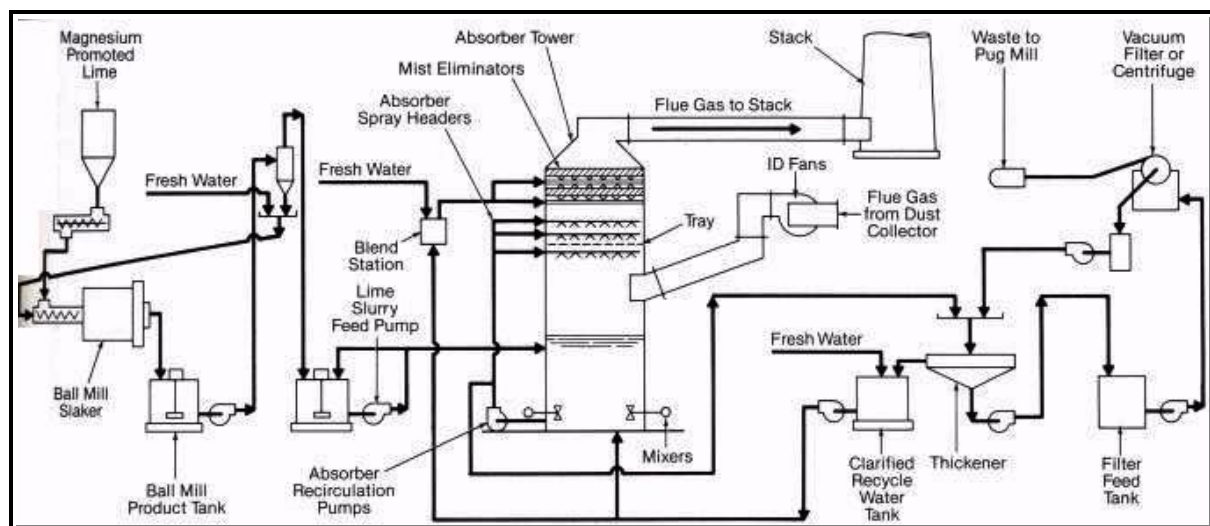 Magnesium
Promoted
Lime
Absorber Tower
Mist Eliminators
Absorber
Spray Headers
Stack
Waste to
Pug Mill
Vacuum
Filter or
Centrifuge
Flue Gas to Stack
ID Fans
Fresh Water
Fresh Water
Flue Gas
from Dust
Collector
Tray
Blend
Station
Lime
Slurry
Feed Pump
Fresh Water
Ball Mill
Slaker
Mixers
Absorber
Recirculation
Pumps
Ball Mill
Product Tank
Clarified
Recycle
Water
Tank
Thickener
Filter
Feed
Tank